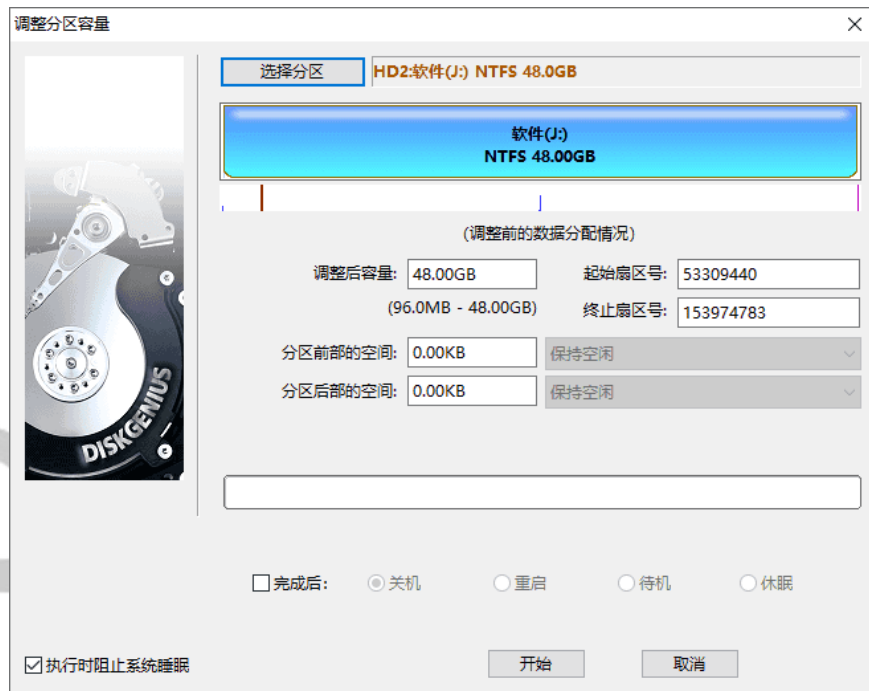 调整分区容量
选择分区 HD2:软件(J:) NTFS 48.0GB
软件(J:)
NTFS 48.00GB
(调整前的数据分配情况)
调整后容量: 48.00GB 起始扇区号: 53309440
(96.0MB - 48.00GB) 终止扇区号: 153974783
分区前部的空间: 0.00KB 保持空闲
分区后部的空间: 0.00KB 保持空闲
DISKGENIUS
完成后: 关机 重启 待机 休眠
执行时阻止系统睡眠 开始 取消